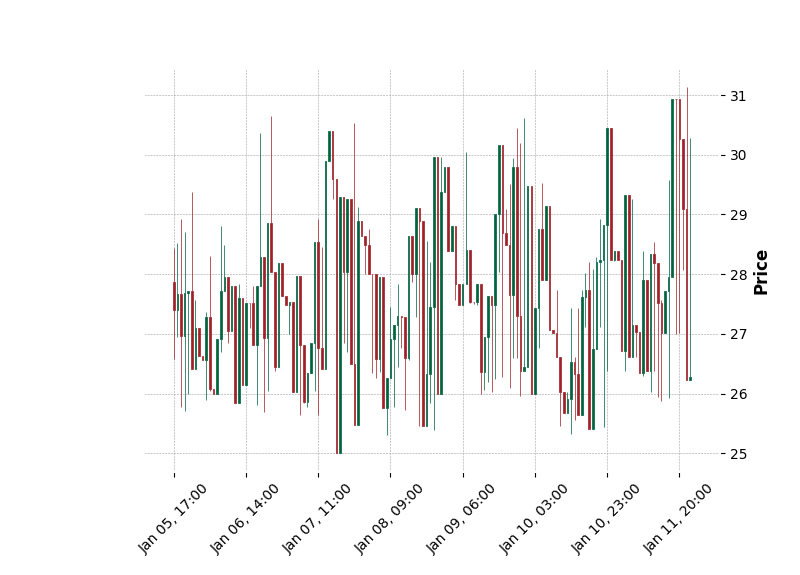 31
30
29
28
27
26
25
Price
Jan 05, 17:00
Jan 06, 14:00
Jan 07, 11:00
Jan 08, 09:00
Jan 09, 06:00
Jan 10, 03:00
Jan 10, 23:00
Jan 11, 20:00